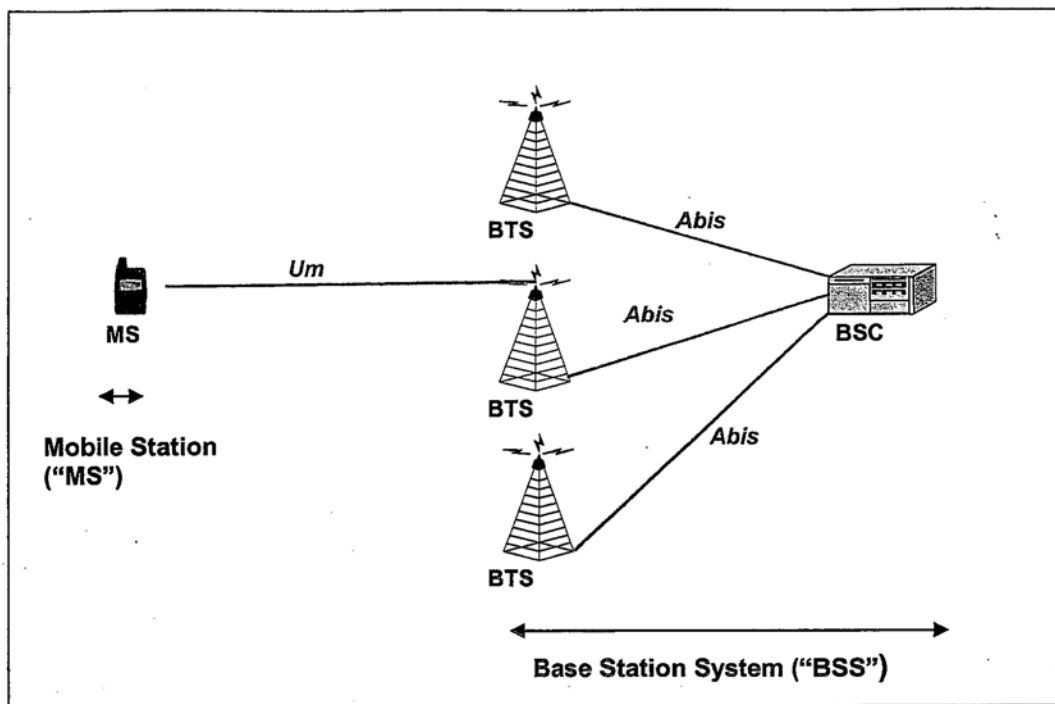 BTS
Abis
Um
MS
Abis
BSC
BTS
Mobile Station
("MS")
Abis
BTS
Base Station System ("BSS")